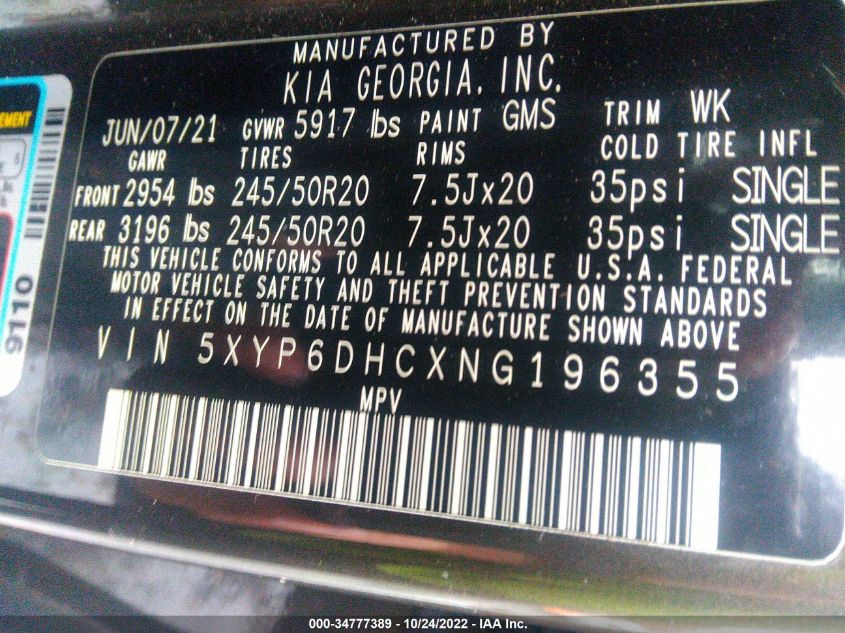 MANUFACTURED BY
KIA GEORGIA, INC.
JUN/07/21 GVWR 5917 lbs PAINT GMS TRIM WK
GAWR TIRES RIMS COLD TIRE INFL
FRONT 2954 lbs 245/50R20 7.5Jx20 35psi SINGLE
REAR 3196 lbs 245/50R20 7.5Jx20 35psi SINGLE
THIS VEHICLE CONFORMS TO ALL APPLICABLE U.S.A. FEDERAL
MOTOR VEHICLE SAFETY AND THEFT PREVENTION STANDARDS
IN EFFECT ON THE DATE OF MANUFACTURE SHOWN ABOVE
VIN 5XYP6DHCXNG196355
MPV
9110
000-34777389 - 10/24/2022 - IAA Inc.